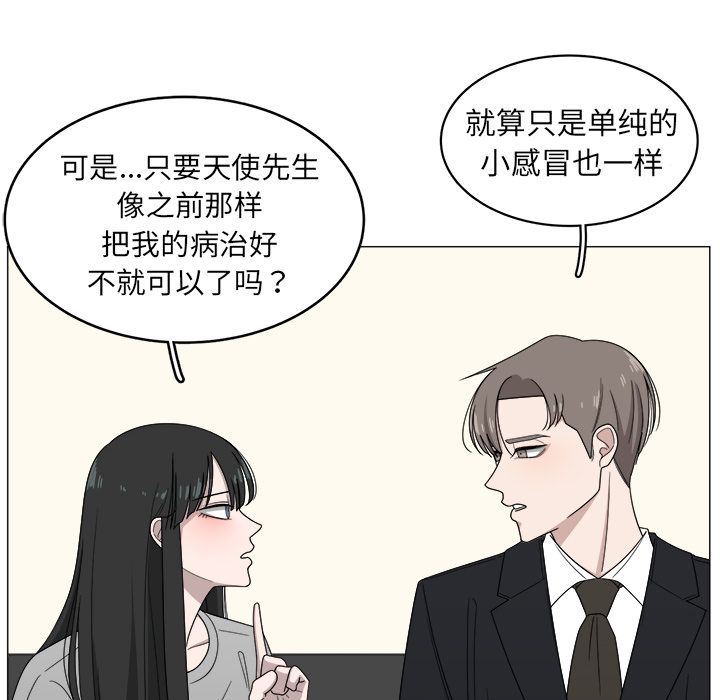 就算只是单纯的
小感冒也一样
可是...只要天使先生
像之前那样
把我的病治好
不就可以了吗？